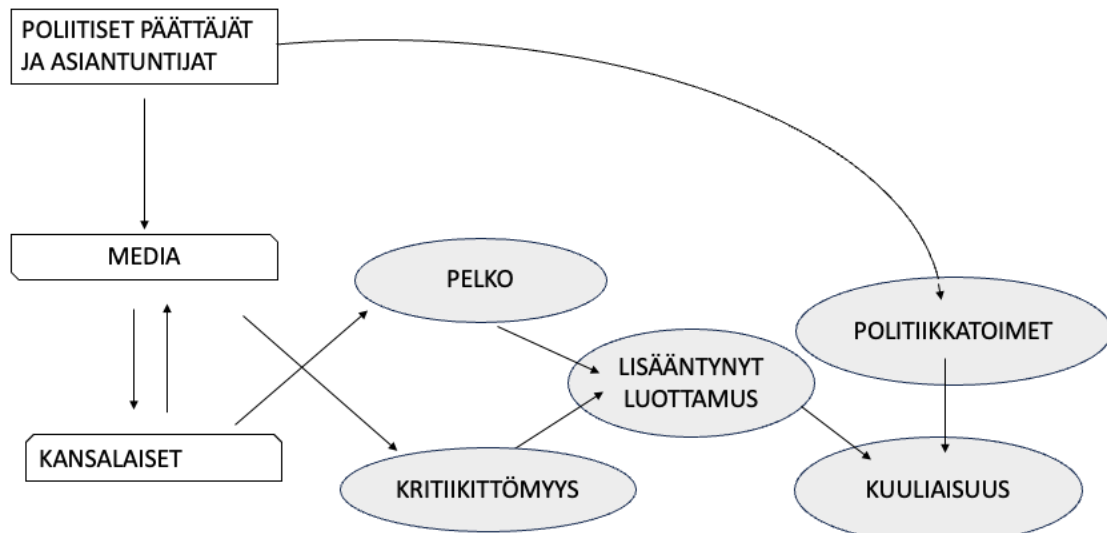 POLIITISET PÄÄTTÄJÄT
JA ASIANTUNTIJAT
MEDIA
PELKO
POLITIIKKATOIMET
LISÄÄNTYNYT
LUOTTAMUS
KANSALAISET
KRITIIKITTÖMYYS
KUULIAISUUS